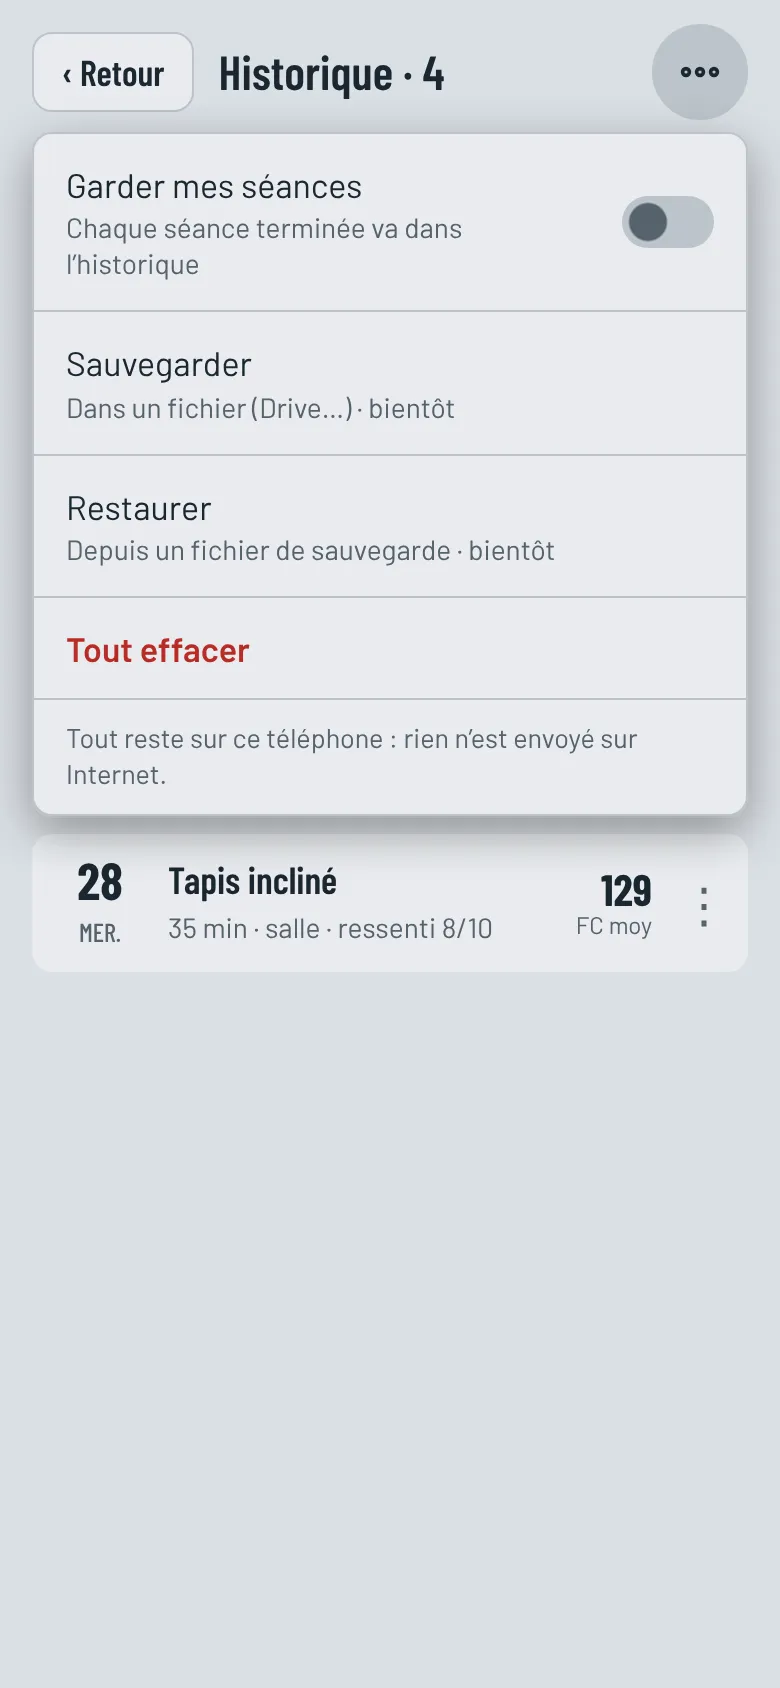 ‹ Retour
Historique · 4
Garder mes séances
Chaque séance terminée va dans
l’historique
Sauvegarder
Dans un fichier (Drive…) · bientôt
Restaurer
Depuis un fichier de sauvegarde · bientôt
Tout effacer
Tout reste sur ce téléphone : rien n’est envoyé sur
Internet.
28
MER.
Tapis incliné
35 min · salle · ressenti 8/10
129
FC moy